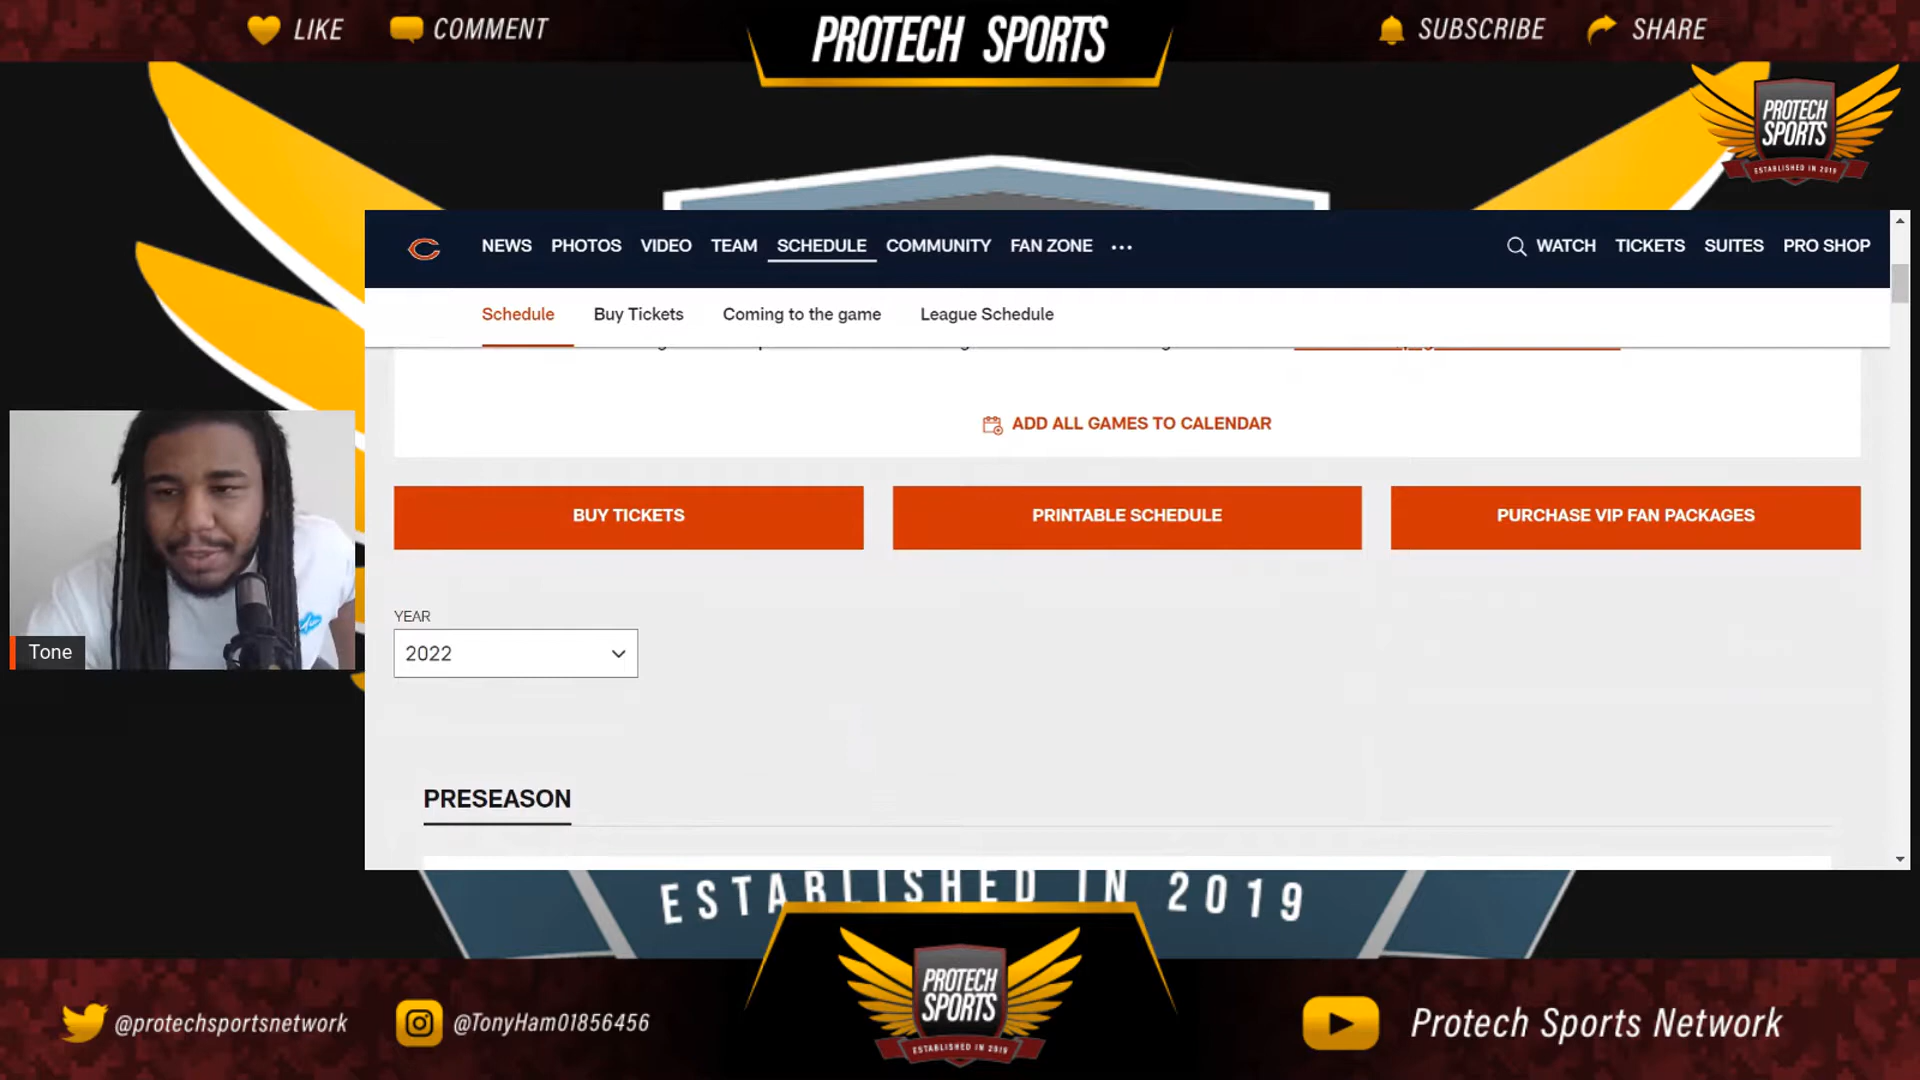 LIKE
COMMENT
PROTECH SPORTS
SUBSCRIBE
SHARE
PROTECH
SPORTS
ESTABLISHED IN 2019
NEWS PHOTOS VIDEO TEAM SCHEDULE COMMUNITY FAN ZONE ...
WATCH TICKETS SUITES PRO SHOP
Schedule Buy Tickets Coming to the game League Schedule
ADD ALL GAMES TO CALENDAR
BUY TICKETS
PRINTABLE SCHEDULE
PURCHASE VIP FAN PACKAGES
YEAR
2022
Tone
PRESEASON
ESTABLISHED IN 2019
PROTECH
SPORTS
ESTABLISHED IN 2019
@protechsportsnetwork
@TonyHam01856456
Protech Sports Network